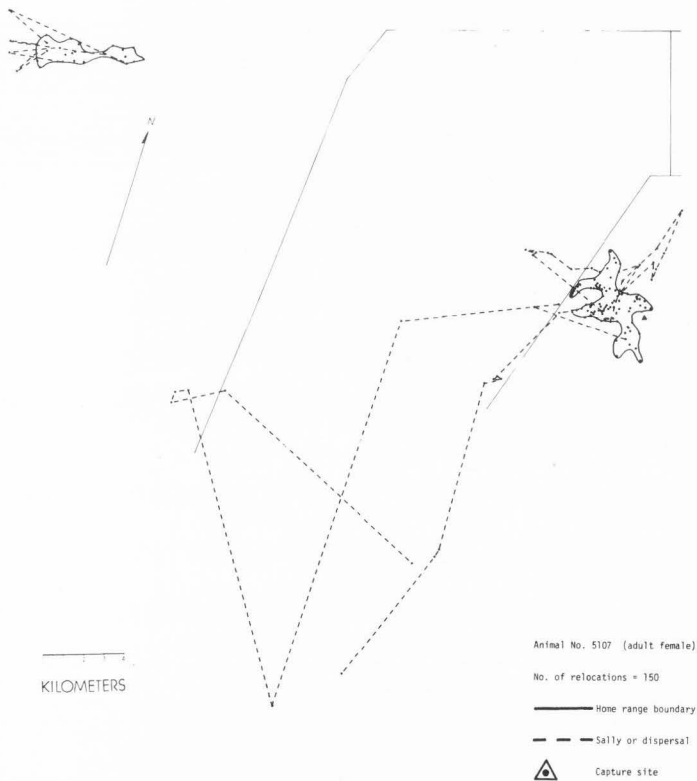 N
KILOMETERS
Animal No. 5107 (adult female)
No. of relocations = 150
Home range boundary
Sally or dispersal
Capture site